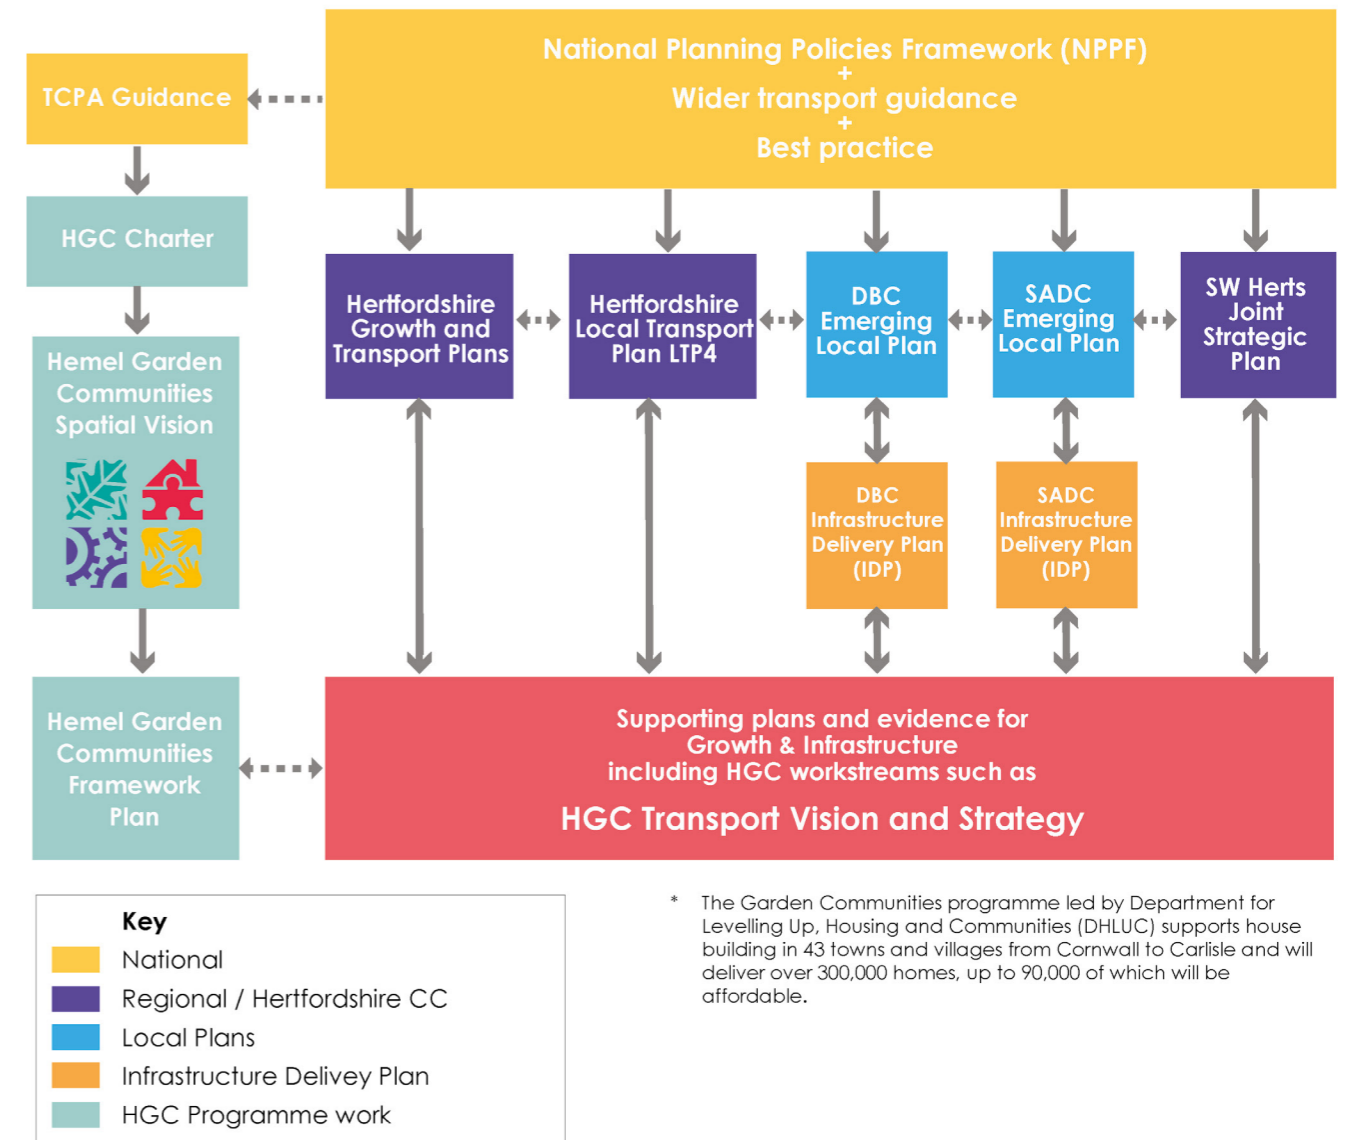 National Planning Policies Framework (NPPF)
+
Wider transport guidance
+
Best practice
TCPA Guidance
HGC Charter
Hemel Garden
Communities
Spatial Vision
Hemel Garden
Communities
Framework
Plan
Hertfordshire
Growth and
Transport Plans
Hertfordshire
Local Transport
Plan LTP4
DBC
Emerging
Local Plan
SADC
Emerging
Local Plan
SW Herts
Joint
Strategic
Plan
DBC
Infrastructure
Delivery Plan
(IDP)
SADC
Infrastructure
Delivery Plan
(IDP)
Supporting plans and evidence for
Growth & Infrastructure
including HGC workstreams such as
HGC Transport Vision and Strategy
Key
National
Regional / Hertfordshire CC
Local Plans
Infrastructure Delivey Plan
HGC Programme work
* The Garden Communities programme led by Department for
Levelling Up, Housing and Communities (DHLUC) supports house
building in 43 towns and villages from Cornwall to Carlisle and will
deliver over 300,000 homes, up to 90,000 of which will be
affordable.